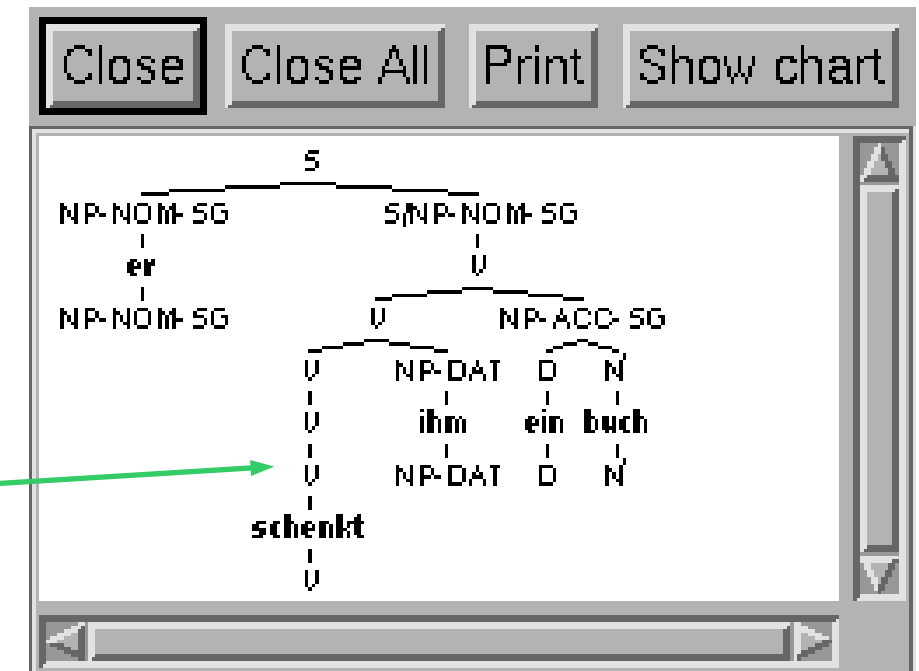 Close Close All Print Show chart
S
NP-NOM-SG S/NP-NOM-SG
er V
NP-NOM-SG V NP-ACC-SG
V NP-DAT D N'
V ihm ein buch
V NP-DAT D N'
schenkt
V